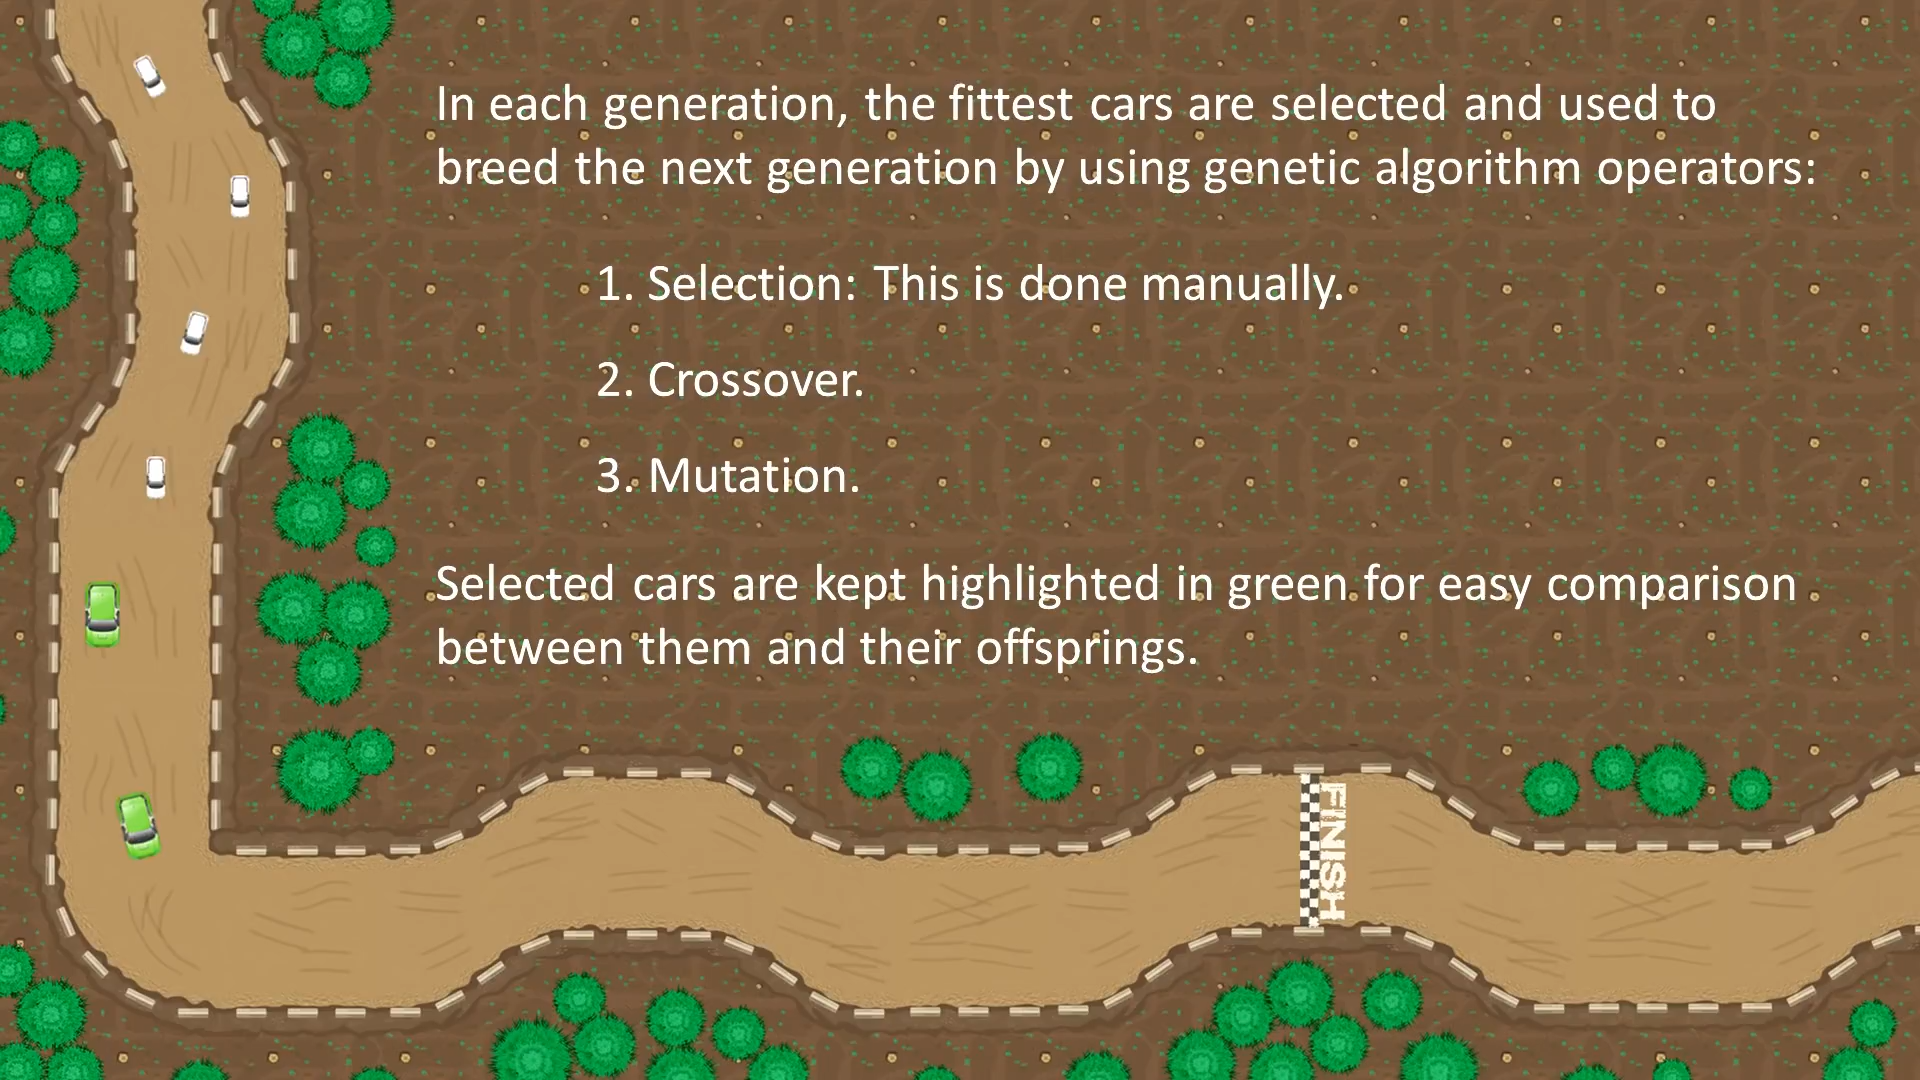 In each generation, the fittest cars are selected and used to
breed the next generation by using genetic algorithm operators:
1. Selection: This is done manually.
2. Crossover.
3. Mutation.
Selected cars are kept highlighted in green for easy comparison
between them and their offsprings.
FINISH